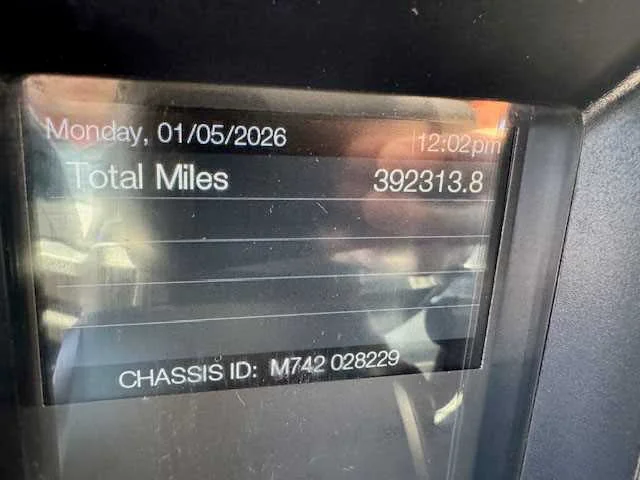 Monday, 01/05/2026 12:02pm
Total Miles 392313.8
CHASSIS ID: M742 028229